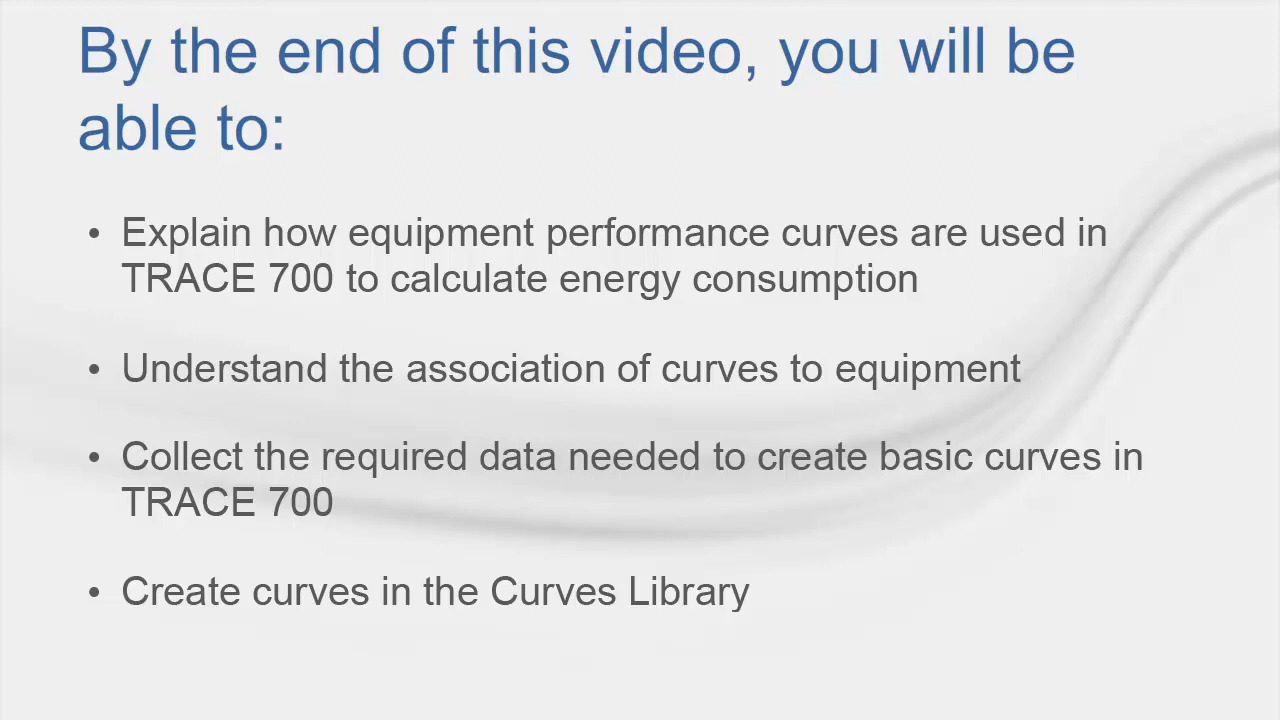 By the end of this video, you will be
able to:
• Explain how equipment performance curves are used in
TRACE 700 to calculate energy consumption
• Understand the association of curves to equipment
• Collect the required data needed to create basic curves in
TRACE 700
• Create curves in the Curves Library